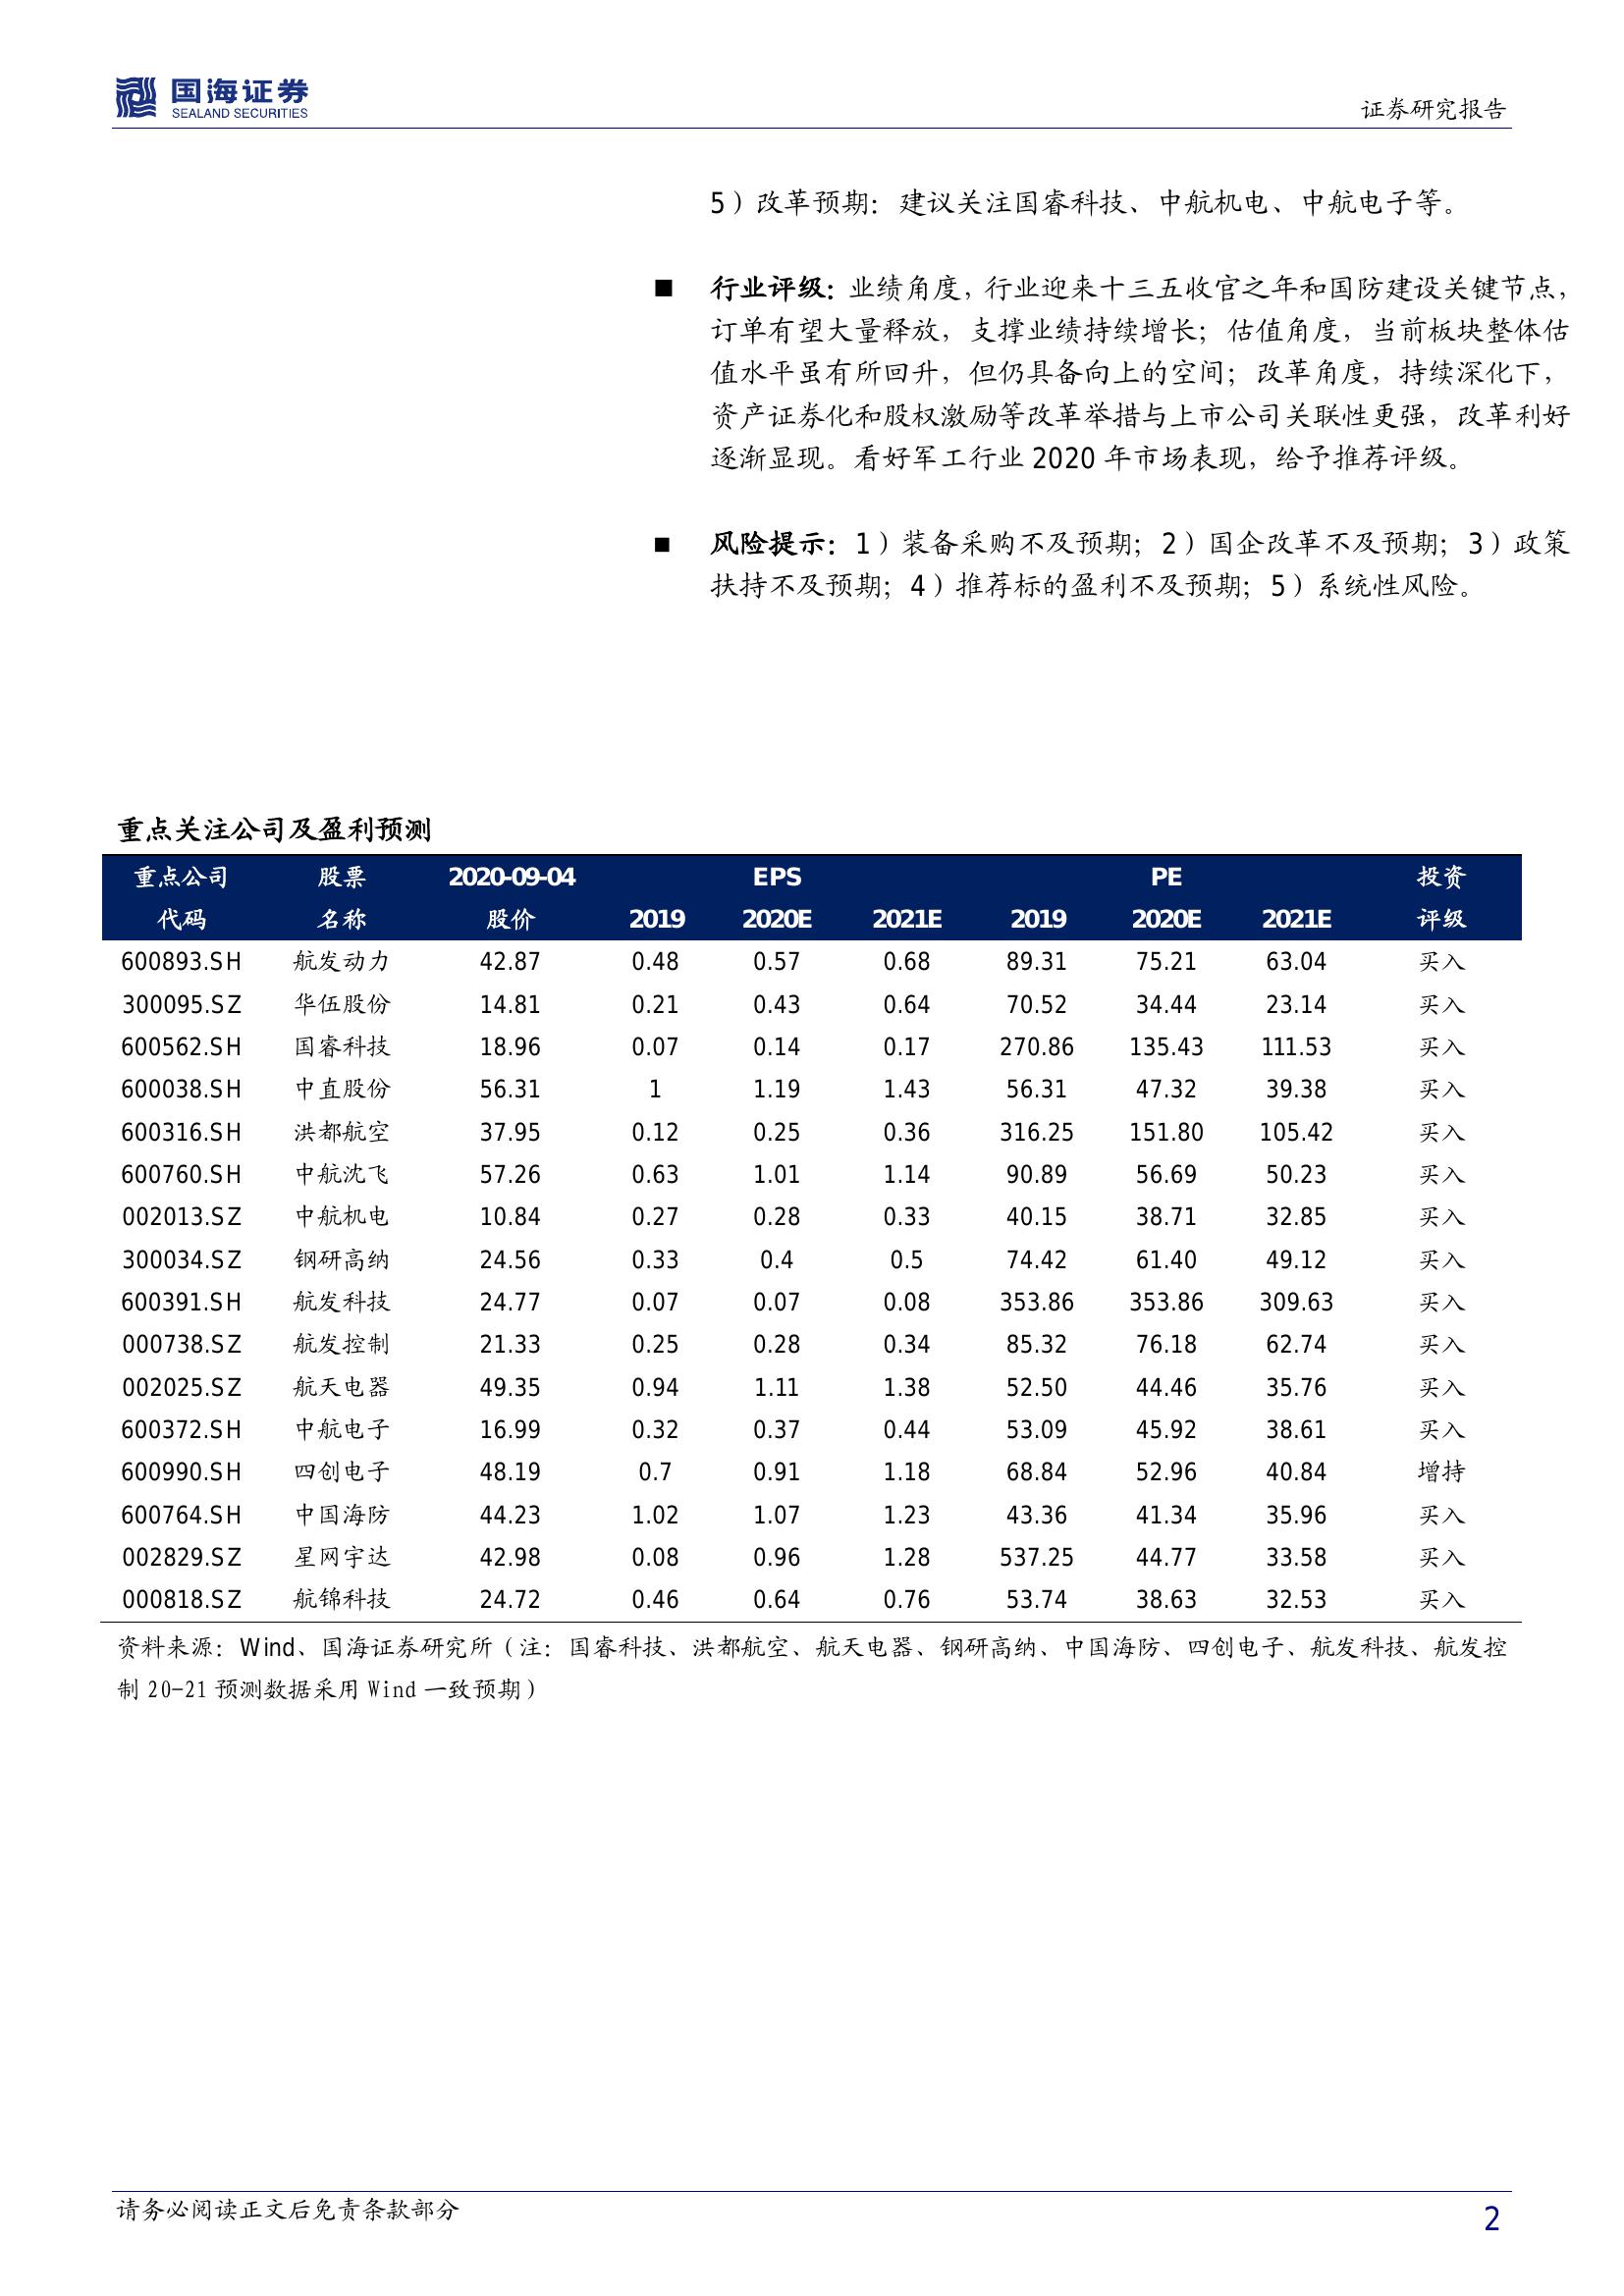 国海证券
SEALAND SECURITIES
证券研究报告
5）改革预期：建议关注国睿科技、中航机电、中航电子等。
■ 行业评级：业绩角度，行业迎来十三五收官之年和国防建设关键节点，
订单有望大量释放，支撑业绩持续增长；估值角度，当前板块整体估
值水平虽有所回升，但仍具备向上的空间；改革角度，持续深化下，
资产证券化和股权激励等改革举措与上市公司关联性更强，改革利好
逐渐显现。看好军工行业 2020 年市场表现，给予推荐评级。
■ 风险提示：1）装备采购不及预期；2）国企改革不及预期；3）政策
扶持不及预期；4）推荐标的盈利不及预期；5）系统性风险。
重点关注公司及盈利预测
重点公司 股票 2020-09-04 EPS PE 投资
代码 名称 股价 2019 2020E 2021E 2019 2020E 2021E 评级
600893.SH 航发动力 42.87 0.48 0.57 0.68 89.31 75.21 63.04 买入
300095.SZ 华伍股份 14.81 0.21 0.43 0.64 70.52 34.44 23.14 买入
600562.SH 国睿科技 18.96 0.07 0.14 0.17 270.86 135.43 111.53 买入
600038.SH 中直股份 56.31 1 1.19 1.43 56.31 47.32 39.38 买入
600316.SH 洪都航空 37.95 0.12 0.25 0.36 316.25 151.80 105.42 买入
600760.SH 中航沈飞 57.26 0.63 1.01 1.14 90.89 56.69 50.23 买入
002013.SZ 中航机电 10.84 0.27 0.28 0.33 40.15 38.71 32.85 买入
300034.SZ 钢研高纳 24.56 0.33 0.4 0.5 74.42 61.40 49.12 买入
600391.SH 航发科技 24.77 0.07 0.07 0.08 353.86 353.86 309.63 买入
000738.SZ 航发控制 21.33 0.25 0.28 0.34 85.32 76.18 62.74 买入
002025.SZ 航天电器 49.35 0.94 1.11 1.38 52.50 44.46 35.76 买入
600372.SH 中航电子 16.99 0.32 0.37 0.44 53.09 45.92 38.61 买入
600990.SH 四创电子 48.19 0.7 0.91 1.18 68.84 52.96 40.84 增持
600764.SH 中国海防 44.23 1.02 1.07 1.23 43.36 41.34 35.96 买入
002829.SZ 星网宇达 42.98 0.08 0.96 1.28 537.25 44.77 33.58 买入
000818.SZ 航锦科技 24.72 0.46 0.64 0.76 53.74 38.63 32.53 买入
资料来源：Wind、国海证券研究所（注：国睿科技、洪都航空、航天电器、钢研高纳、中国海防、四创电子、航发科技、航发控
制 20-21 预测数据采用 Wind 一致预期）
请务必阅读正文后免责条款部分
2